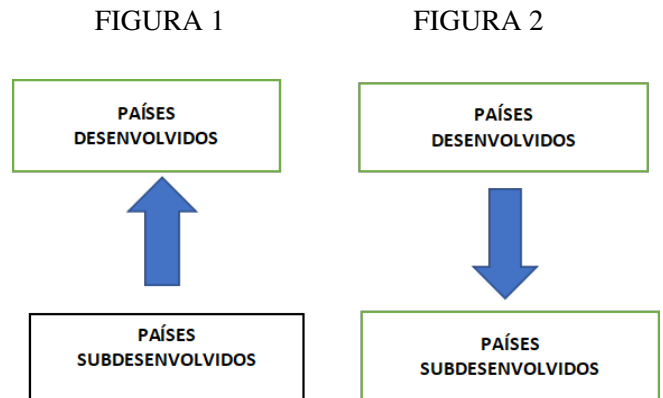 FIGURA 1
FIGURA 2
PAÍSES
DESENVOLVIDOS
PAÍSES
DESENVOLVIDOS
PAÍSES
SUBDESENVOLVIDOS
PAÍSES
SUBDESENVOLVIDOS